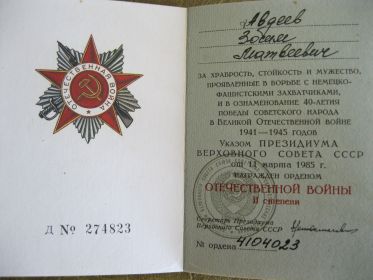 ОТЕЧЕСТВЕННАЯ ВОЙНА
Д № 274823
Авдеев
Матвеевич
ЗА ХРАБРОСТЬ, СТОЙКОСТЬ И МУЖЕСТВО,
ПРОЯВЛЕННЫЕ В БОРЬБЕ С НЕМЕЦКО-
ФАШИСТСКИМИ ЗАХВАТЧИКАМИ,
И В ОЗНАМЕНОВАНИЕ 40-ЛЕТИЯ
ПОБЕДЫ СОВЕТСКОГО НАРОДА
В ВЕЛИКОЙ ОТЕЧЕСТВЕННОЙ ВОЙНЕ
1941—1945 ГОДОВ
УКАЗОМ ПРЕЗИДИУМА
ВЕРХОВНОГО СОВЕТА СССР
от 11 марта 1985 г.
НАГРАЖДЕН ОРДЕНОМ
ОТЕЧЕСТВЕННОЙ ВОЙНЫ
II степени
Секретарь Президиума
Верховного Совета СССР
№ ордена 4104023